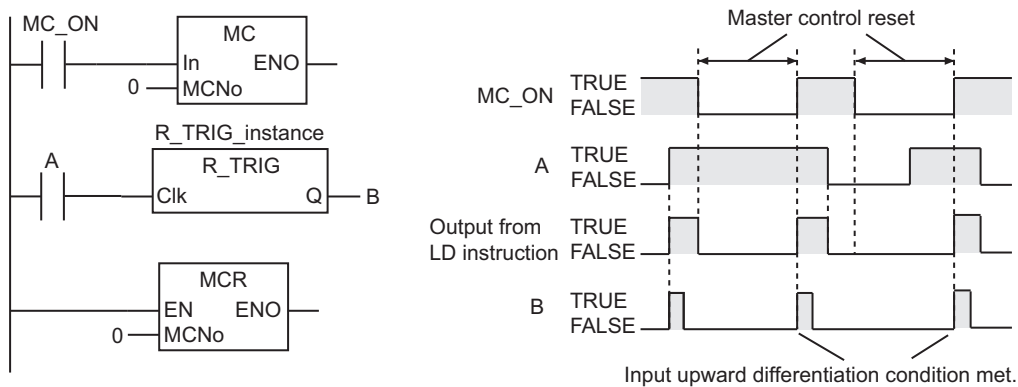 MC_ON
MC
In ENO
0 MCNo
R_TRIG_instance
A
R_TRIG
Clk Q B
MCR
EN ENO
0 MCNo
Master control reset
MC_ON TRUE
FALSE
A TRUE
FALSE
Output from LD instruction TRUE
FALSE
B TRUE
FALSE
Input upward differentiation condition met.